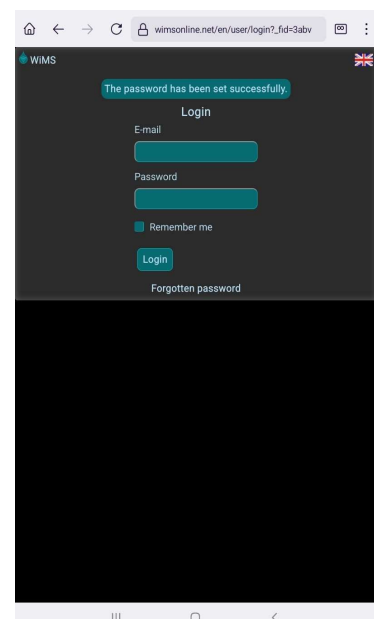 wimsonline.net/en/user/login?_fid=3abv
WiMS
The password has been set successfully.
Login
E-mail
Password
Remember me
Login
Forgotten password